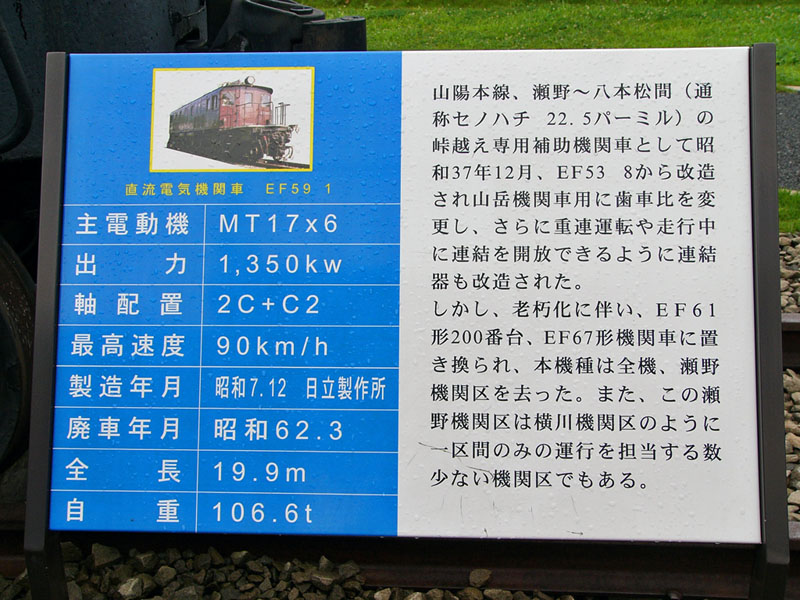 直流電気機関車 EF59 1
主電動機 MT17x6
出力 1,350kw
軸配置 2C+C2
最高速度 90km/h
製造年月 昭和7.12 日立製作所
廃車年月 昭和62.3
全長 19.9m
自重 106.6t
山陽本線、瀬野～八本松間（通
称セノハチ 22.5パーミル）の
峠越え専用補助機関車として昭
和37年12月、EF53 8から改造
され山岳機関車用に歯車比を変
更し、さらに重連運転や走行中
に連結を開放できるように連結
器も改造された。
しかし、老朽化に伴い、EF61
形200番台、EF67形機関車に置
き換られ、本機種は全機、瀬野
機関区を去った。また、この瀬
野機関区は横川機関区のように
一区間のみの運行を担当する数
少ない機関区でもある。